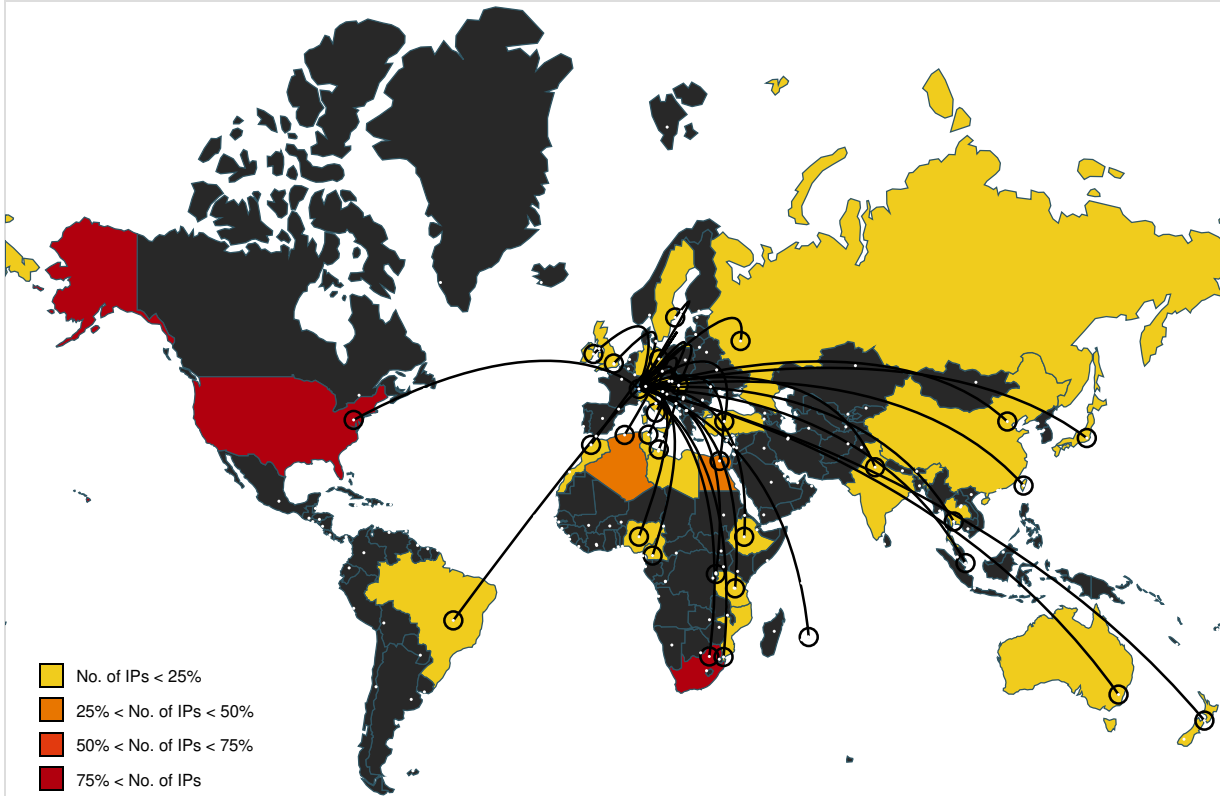 No. of IPs < 25%
25% < No. of IPs < 50%
50% < No. of IPs < 75%
75% < No. of IPs